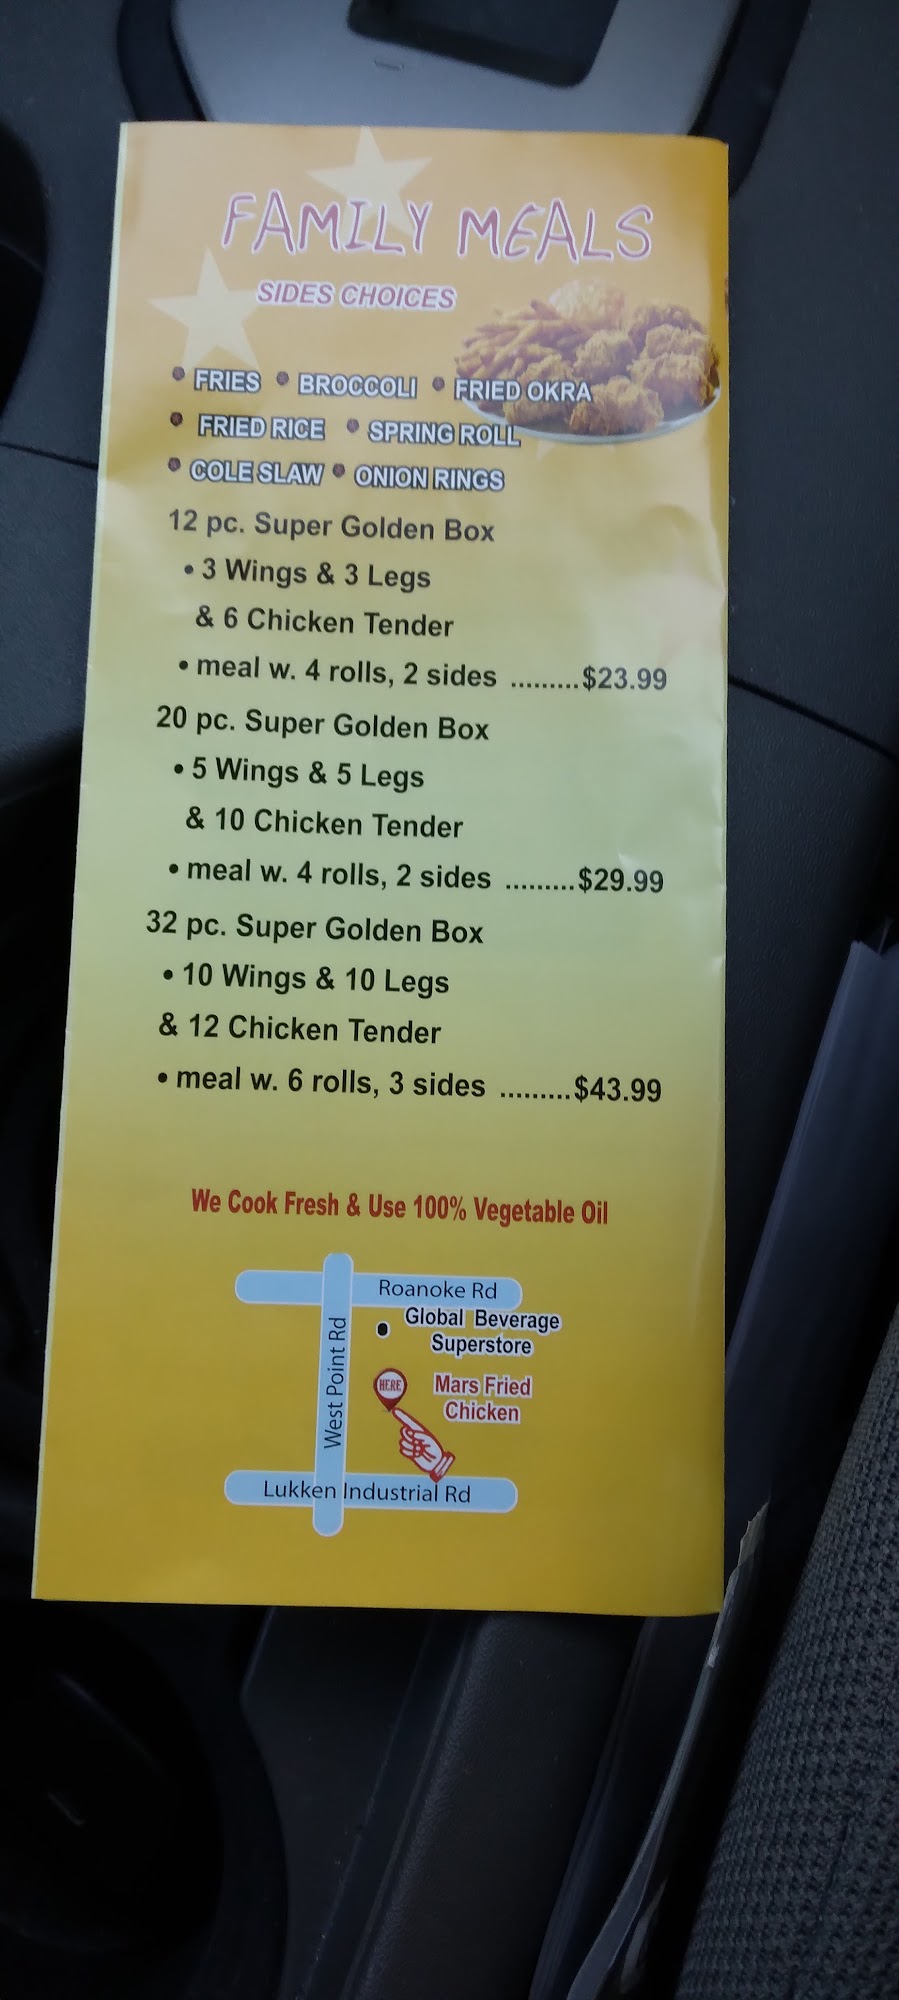 FAMILY MEALS
SIDES CHOICES
• FRIES • BROCCOLI • FRIED OKRA
• FRIED RICE • SPRING ROLL
• COLE SLAW • ONION RINGS
12 pc. Super Golden Box
• 3 Wings & 3 Legs
& 6 Chicken Tender
• meal w. 4 rolls, 2 sides .........$23.99
20 pc. Super Golden Box
• 5 Wings & 5 Legs
& 10 Chicken Tender
• meal w. 4 rolls, 2 sides .........$29.99
32 pc. Super Golden Box
• 10 Wings & 10 Legs
& 12 Chicken Tender
• meal w. 6 rolls, 3 sides .........$43.99
We Cook Fresh & Use 100% Vegetable Oil
Roanoke Rd
Global Beverage
Superstore
West Point Rd
HERE
Mars Fried
Chicken
Lukken Industrial Rd